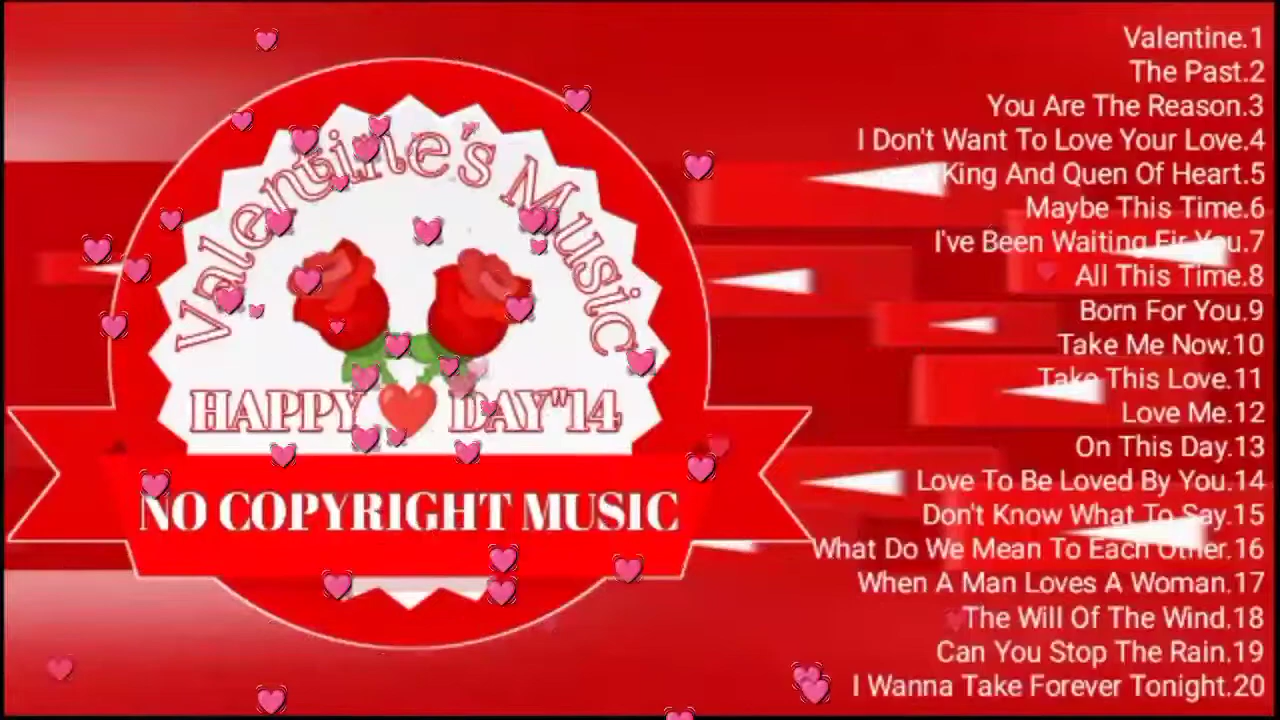 Valentine's Music
HAPPY DAY"14
NO COPYRIGHT MUSIC
Valentine.1
The Past.2
You Are The Reason.3
I Don't Want To Love Your Love.4
King And Quen Of Heart.5
Maybe This Time.6
I've Been Waiting Fir You.7
All This Time.8
Born For You.9
Take Me Now.10
Take This Love.11
Love Me.12
On This Day.13
Love To Be Loved By You.14
Don't Know What To Say.15
What Do We Mean To Each Other.16
When A Man Loves A Woman.17
The Will Of The Wind.18
Can You Stop The Rain.19
I Wanna Take Forever Tonight.20